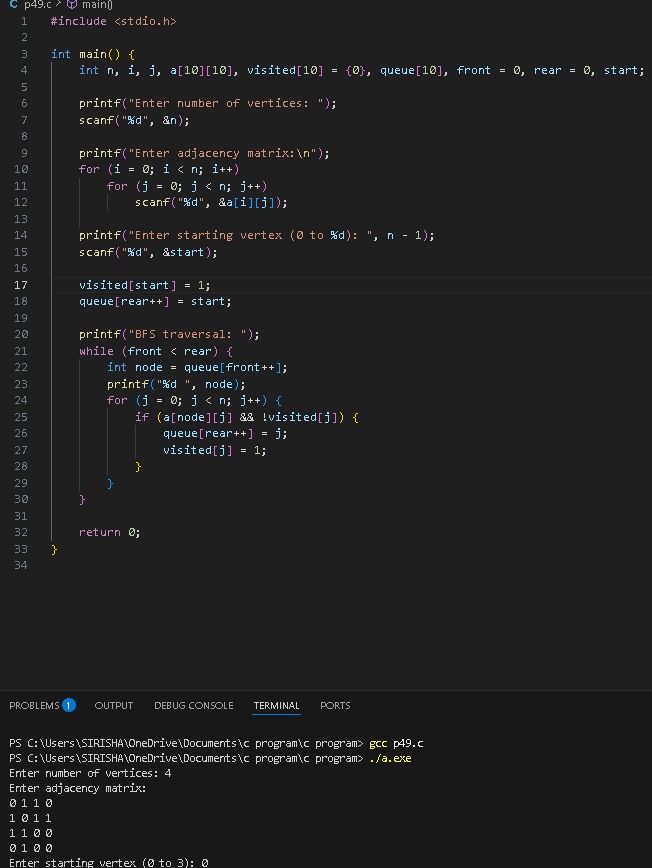 p49.c > main()
1 #include <stdio.h>
2
3 int main() {
4     int n, i, j, a[10][10], visited[10] = {0}, queue[10], front = 0, rear = 0, start;
5
6     printf("Enter number of vertices: ");
7     scanf("%d", &n);
8
9     printf("Enter adjacency matrix:\n");
10     for (i = 0; i < n; i++)
11         for (j = 0; j < n; j++)
12             scanf("%d", &a[i][j]);
13
14     printf("Enter starting vertex (0 to %d): ", n - 1);
15     scanf("%d", &start);
16
17     visited[start] = 1;
18     queue[rear++] = start;
19
20     printf("BFS traversal: ");
21     while (front < rear) {
22         int node = queue[front++];
23         printf("%d ", node);
24         for (j = 0; j < n; j++) {
25             if (a[node][j] && !visited[j]) {
26                 queue[rear++] = j;
27                 visited[j] = 1;
28             }
29         }
30     }
31
32     return 0;
33 }
34
PROBLEMS 1 OUTPUT DEBUG CONSOLE TERMINAL PORTS
PS C:\Users\SIRISHA\OneDrive\Documents\c program\c program> gcc p49.c
PS C:\Users\SIRISHA\OneDrive\Documents\c program\c program> ./a.exe
Enter number of vertices: 4
Enter adjacency matrix:
0 1 1 0
1 0 1 1
1 1 0 0
0 1 0 0
Enter starting vertex (0 to 3): 0